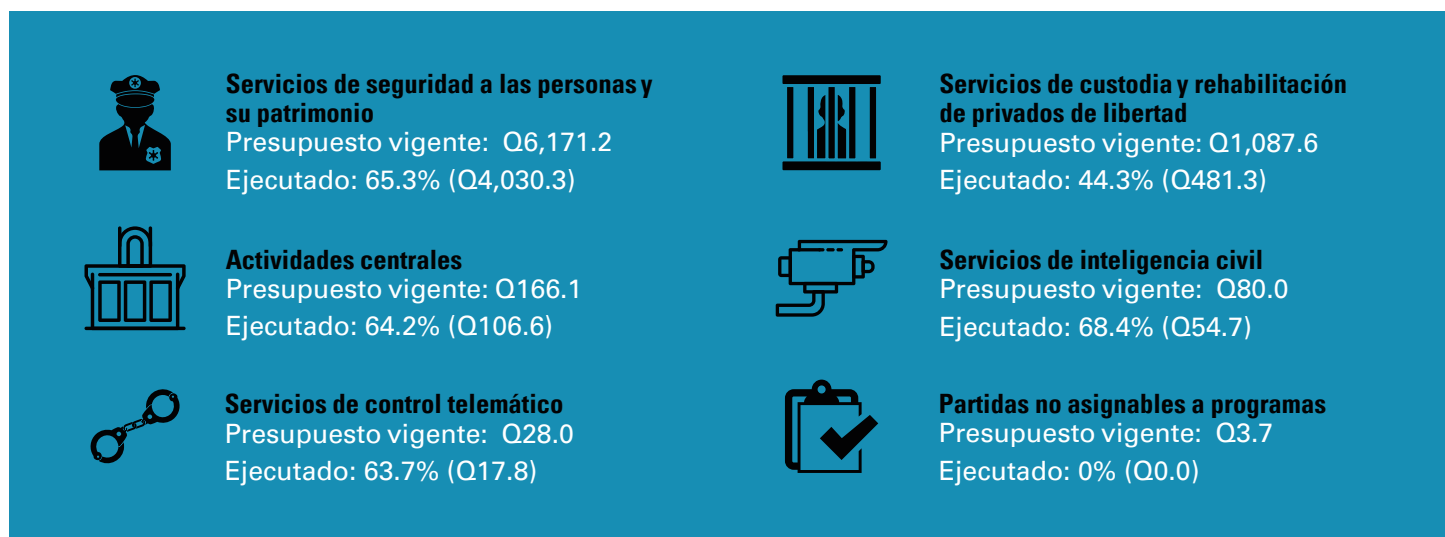 Servicios de seguridad a las personas y
su patrimonio
Presupuesto vigente: Q6,171.2
Ejecutado: 65.3% (Q4,030.3)
Servicios de custodia y rehabilitación
de privados de libertad
Presupuesto vigente: Q1,087.6
Ejecutado: 44.3% (Q481.3)
Actividades centrales
Presupuesto vigente: Q166.1
Ejecutado: 64.2% (Q106.6)
Servicios de inteligencia civil
Presupuesto vigente: Q80.0
Ejecutado: 68.4% (Q54.7)
Servicios de control telemático
Presupuesto vigente: Q28.0
Ejecutado: 63.7% (Q17.8)
Partidas no asignables a programas
Presupuesto vigente: Q3.7
Ejecutado: 0% (Q0.0)